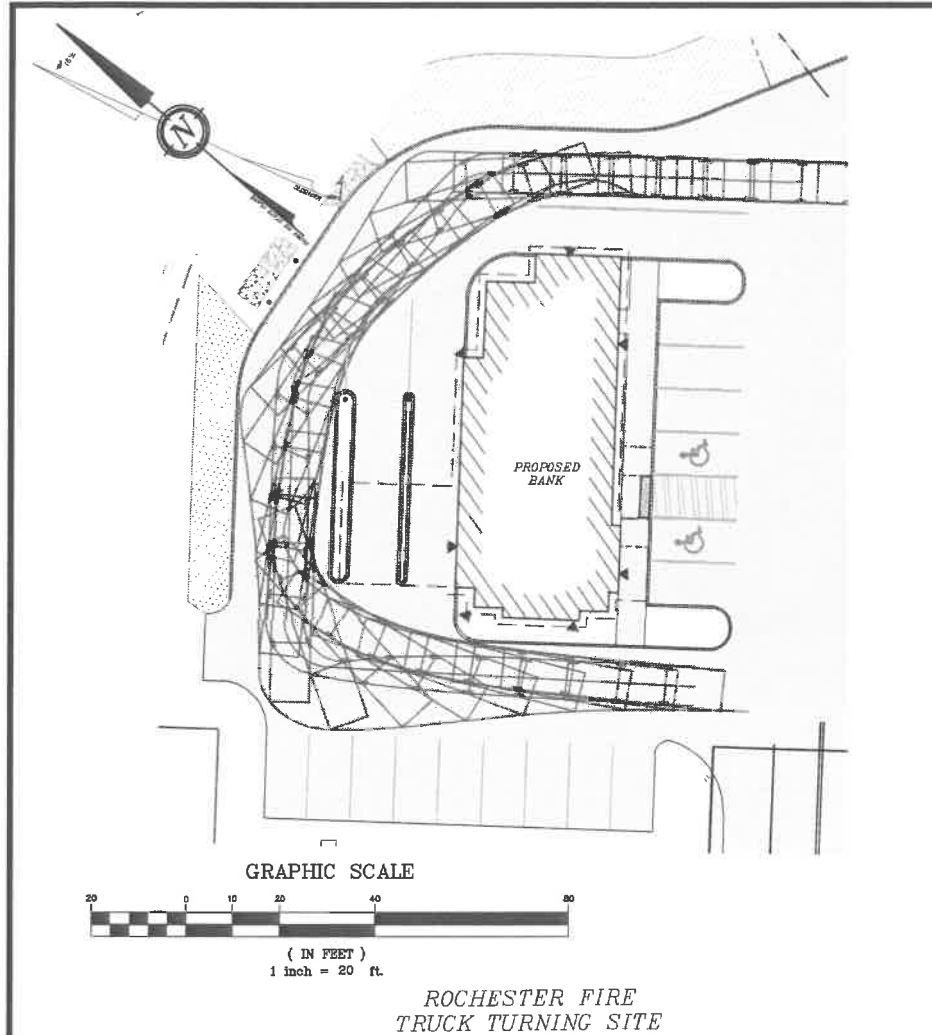 N
PROPOSED
BANK
GRAPHIC SCALE
20 0 10 20 40 80
( IN FEET )
1 inch = 20 ft.
ROCHESTER FIRE
TRUCK TURNING SITE